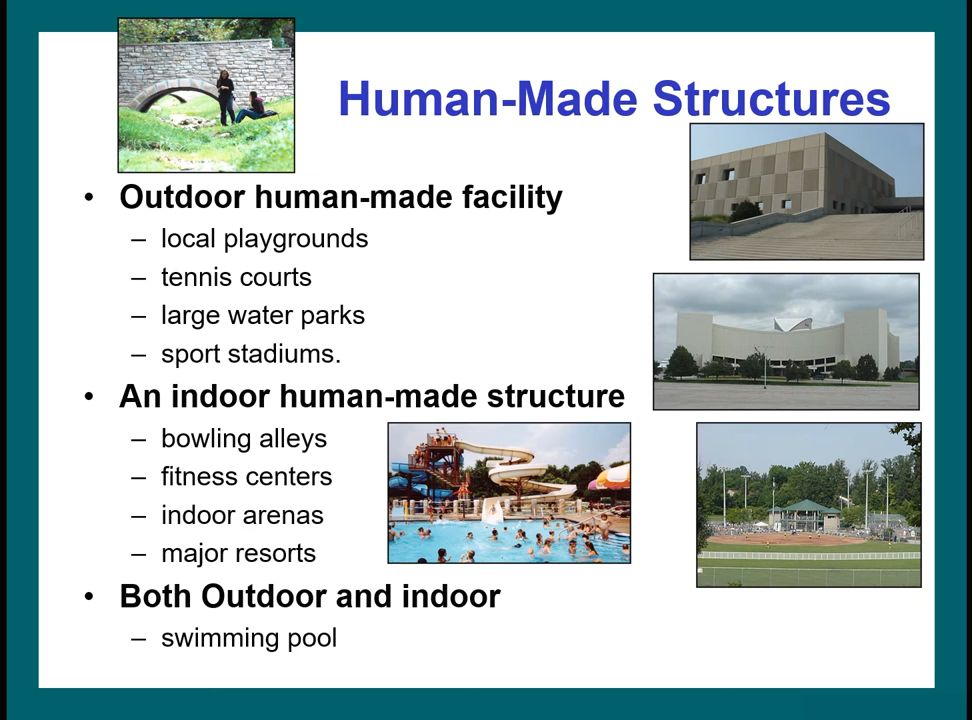 Human-Made Structures
• Outdoor human-made facility
– local playgrounds
– tennis courts
– large water parks
– sport stadiums.
• An indoor human-made structure
– bowling alleys
– fitness centers
– indoor arenas
– major resorts
• Both Outdoor and indoor
– swimming pool